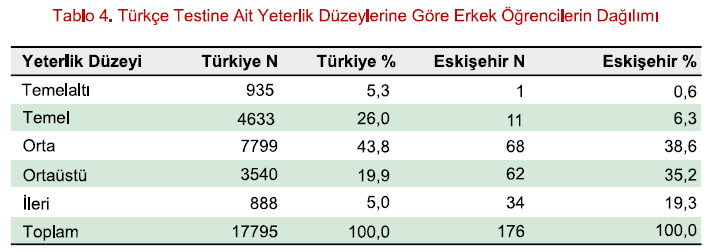 Tablo 4. Türkçe Testine Ait Yeterlik Düzeylerine Göre Erkek Öğrencilerin Dağılımı
Yeterlik Düzeyi Türkiye N Türkiye % Eskişehir N Eskişehir %
Temelaltı 935 5,3 1 0,6
Temel 4633 26,0 11 6,3
Orta 7799 43,8 68 38,6
Ortaüstü 3540 19,9 62 35,2
İleri 888 5,0 34 19,3
Toplam 17795 100,0 176 100,0